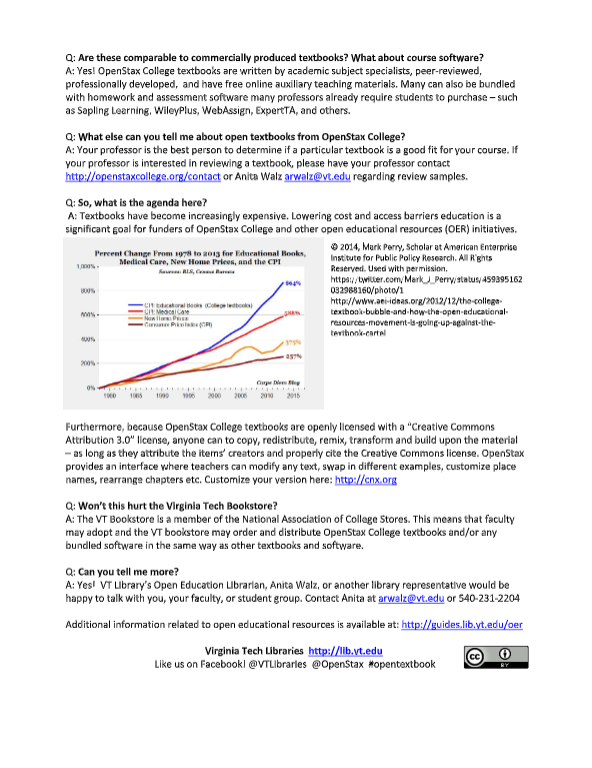 Q: Are these comparable to commercially produced textbooks? What about course software?
A: Yes! OpenStax College textbooks are written by academic subject specialists, peer-reviewed,
professionally developed, and have free online auxiliary teaching materials. Many can also be bundled
with homework and assessment software many professors already require students to purchase – such
as Sapling Learning, WileyPlus, WebAssign, ExpertTA, and others.
Q: What else can you tell me about open textbooks from OpenStax College?
A: Your professor is the best person to determine if a particular textbook is a good fit for your course. If
your professor is interested in reviewing a textbook, please have your professor contact
http://openstaxcollege.org/contact or Anita Walz arwalz@vt.edu regarding review samples.
Q: So, what is the agenda here?
A: Textbooks have become increasingly expensive. Lowering cost and access barriers education is a
significant goal for funders of OpenStax College and other open educational resources (OER) initiatives.
Percent Change From 1978 to 2013 for Educational Books,
Medical Care, New Home Prices, and the CPI
Sources: BLS, Census Bureau
1,000%
800%
600%
400%
200%
0%
CPI: Educational Books (College textbooks)
CPI: Medical Care
New Home Prices
Consumer Price Index (CPI)
864%
588%
375%
257%
Carpe Diem Blog
1980 1985 1990 1995 2000 2005 2010 2015
© 2014, Mark Perry, Scholar at American Enterprise
Institute for Public Policy Research. All Rights
Reserved. Used with permission.
https://twitter.com/Mark_J_Perry/status/459395162
032988160/photo/1
http://www.aei-ideas.org/2012/12/the-college-
textbook-bubble-and-how-the-open-educational-
resources-movement-is-going-up-against-the-
textbook-cartel
Furthermore, because OpenStax College textbooks are openly licensed with a “Creative Commons
Attribution 3.0” license, anyone can to copy, redistribute, remix, transform and build upon the material
– as long as they attribute the items’ creators and properly cite the Creative Commons license. OpenStax
provides an interface where teachers can modify any text, swap in different examples, customize place
names, rearrange chapters etc. Customize your version here: http://cnx.org
Q: Won’t this hurt the Virginia Tech Bookstore?
A: The VT Bookstore is a member of the National Association of College Stores. This means that faculty
may adopt and the VT bookstore may order and distribute OpenStax College textbooks and/or any
bundled software in the same way as other textbooks and software.
Q: Can you tell me more?
A: Yes! VT Library’s Open Education Librarian, Anita Walz, or another library representative would be
happy to talk with you, your faculty, or student group. Contact Anita at arwalz@vt.edu or 540-231-2204
Additional information related to open educational resources is available at: http://guides.lib.vt.edu/oer
Virginia Tech Libraries http://lib.vt.edu
Like us on Facebook! @VTLibraries @OpenStax #opentextbook
cc
BY